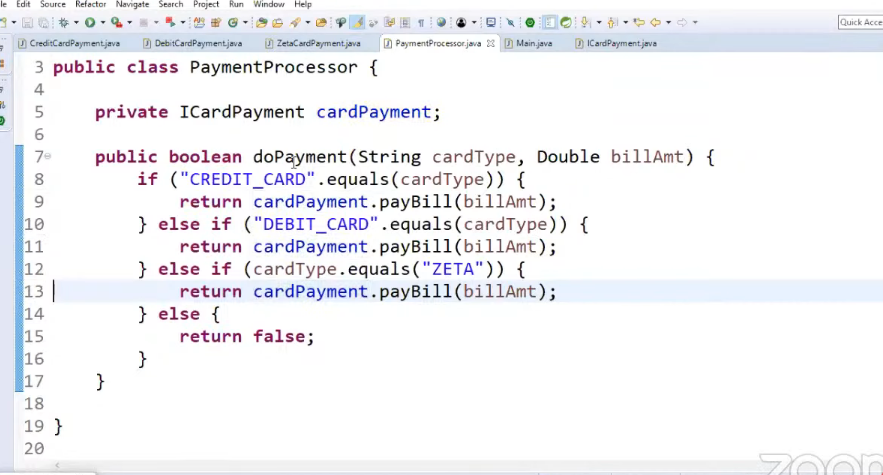 File Edit Source Refactor Navigate Search Project Run Window Help
Quick Access
CreditCardPayment.java DebitCardPayment.java ZetaCardPayment.java PaymentProcessor.java Main.java ICardPayment.java
3 public class PaymentProcessor {
4
5 private ICardPayment cardPayment;
6
7 public boolean doPayment(String cardType, Double billAmt) {
8 if ("CREDIT_CARD".equals(cardType)) {
9 return cardPayment.payBill(billAmt);
10 } else if ("DEBIT_CARD".equals(cardType)) {
11 return cardPayment.payBill(billAmt);
12 } else if (cardType.equals("ZETA")) {
13 return cardPayment.payBill(billAmt);
14 } else {
15 return false;
16 }
17 }
18
19 }
20
zoom